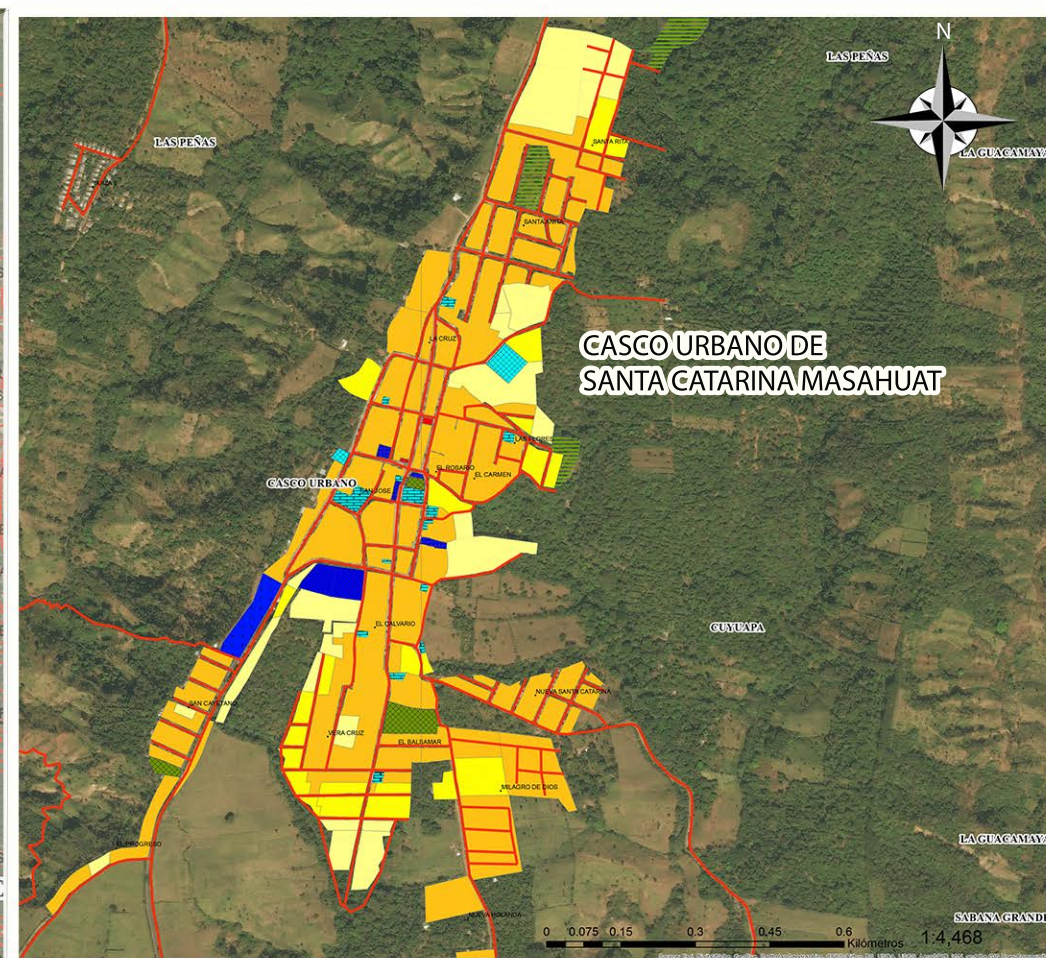 N
LAS PEÑAS
LAS PEÑAS
LA GUACAMAYA
SANTA RITA
SANTA ANITA
LA CRUZ
CASCO URBANO DE
SANTA CATARINA MASAHUAT
LAS FLORES
EL ROSARIO
EL CARMEN
CASCO URBANO
SAN JOSE
EL CALVARIO
CUYUAPA
NUEVA SANTA CATARINA
SAN CAYETANO
VERA CRUZ
EL BALSAMAR
MILAGRO DE DIOS
EL PROGRESO
LA GUACAMAYA
NUEVA HOLANDA
SABANA GRANDE
0 0.075 0.15 0.3 0.45 0.6
Kilómetros
1:4,468